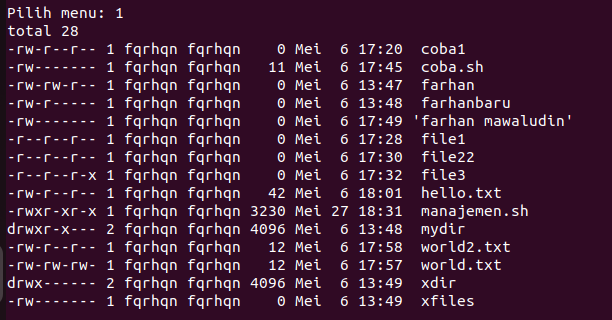 Pilih menu: 1
total 28
-rw-r--r-- 1 fqrhqn fqrhqn    0 Mei  6 17:20  coba1
-rw------- 1 fqrhqn fqrhqn   11 Mei  6 17:45  coba.sh
-rw-rw-r-- 1 fqrhqn fqrhqn    0 Mei  6 13:47  farhan
-rw------- 1 fqrhqn fqrhqn    0 Mei  6 13:48  farhanbaru
-rw------- 1 fqrhqn fqrhqn    0 Mei  6 17:49 'farhan mawaludin'
-r--r--r-- 1 fqrhqn fqrhqn    0 Mei  6 17:28  file1
-r--r--r-- 1 fqrhqn fqrhqn    0 Mei  6 17:30  file22
-r--r--r-x 1 fqrhqn fqrhqn    0 Mei  6 17:32  file3
-rw-r--r-- 1 fqrhqn fqrhqn   42 Mei  6 18:01  hello.txt
-rwxr-xr-x 1 fqrhqn fqrhqn 3230 Mei 27 18:31  manajemen.sh
drwxr-x--- 2 fqrhqn fqrhqn 4096 Mei  6 13:48  mydir
-rw-r--r-- 1 fqrhqn fqrhqn   12 Mei  6 17:58  world2.txt
-rw-rw-rw- 1 fqrhqn fqrhqn   12 Mei  6 17:57  world.txt
drwx------ 2 fqrhqn fqrhqn 4096 Mei  6 13:49  xdir
-rw------- 1 fqrhqn fqrhqn    0 Mei  6 13:49  xfiles